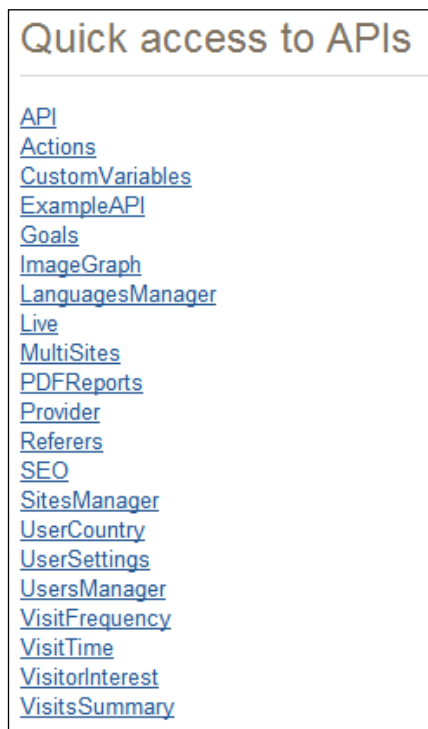 Quick access to APIs
API
Actions
CustomVariables
ExampleAPI
Goals
ImageGraph
LanguagesManager
Live
MultiSites
PDFReports
Provider
Referers
SEO
SitesManager
UserCountry
UserSettings
UsersManager
VisitFrequency
VisitTime
VisitorInterest
VisitsSummary